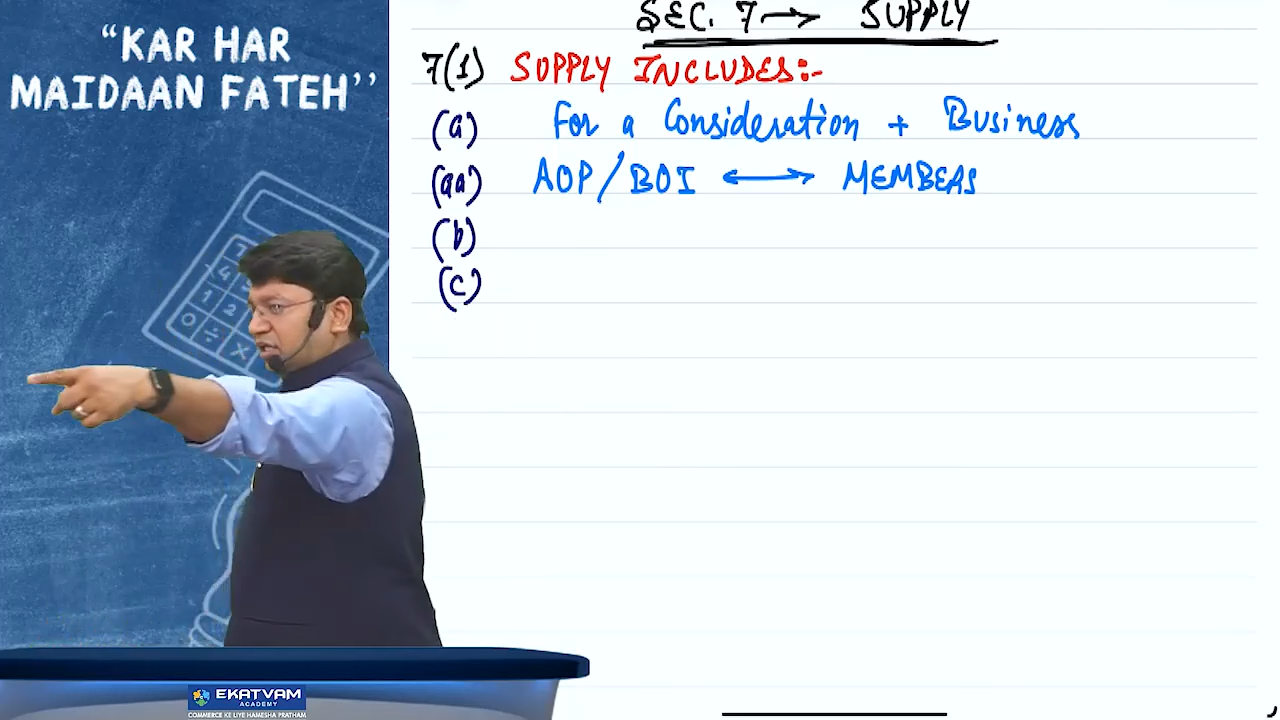 “KAR HAR
MAIDAAN FATEH’’
SEC. 7 → SUPPLY
7(1) SUPPLY INCLUDES:-
(a) For a Consideration + Business
(aa) AOP/BOI ⟷ MEMBERS
(b)
(c)
EKATVAM
ACADEMY
COMMERCE KE LIYE HAMESHA PRATHAM